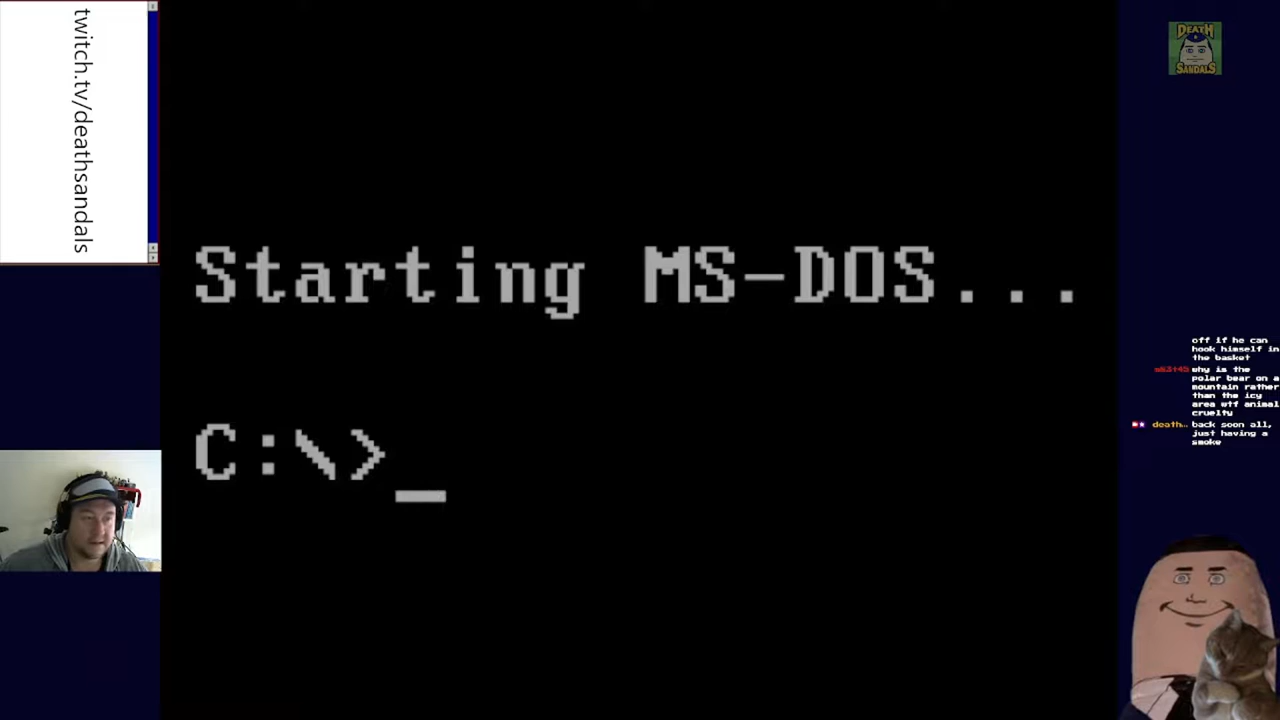 twitch.tv/deathsandals
DEATH
SANDALS
Starting MS-DOS...
C:\>_
off if he can
hook himself in
the basket
why is the
polar bear on a
mountain rather
than the icy
area wtf animal
cruelty
death.. back soon all,
just having a
smoke